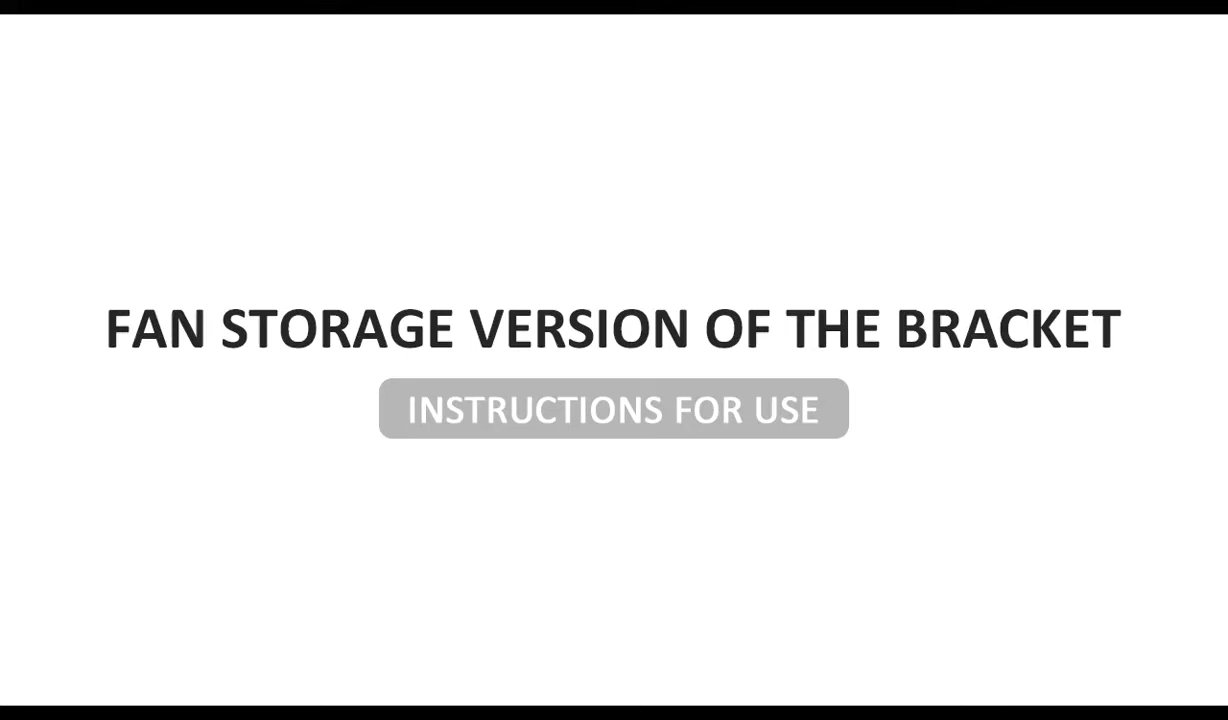 FAN STORAGE VERSION OF THE BRACKET
INSTRUCTIONS FOR USE